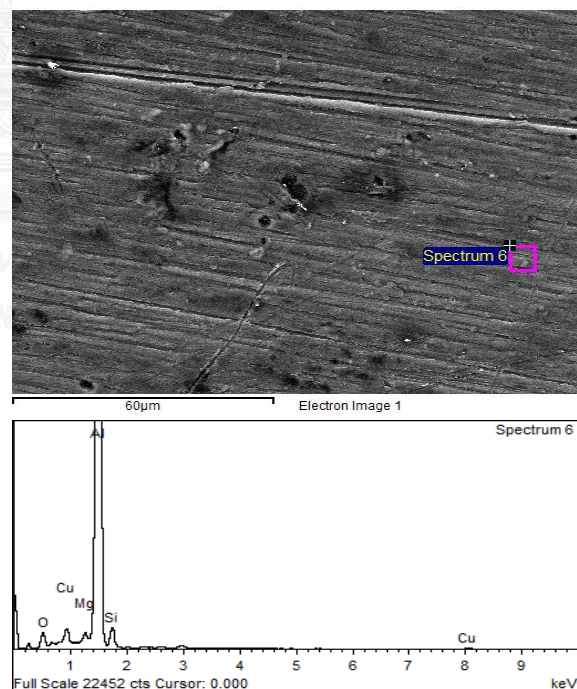 Spectrum 6
60µm Electron Image 1
Spectrum 6
Al
Cu
Mg
O
Si
Cu
1 2 3 4 5 6 7 8 9
Full Scale 22452 cts Cursor: 0.000 keV